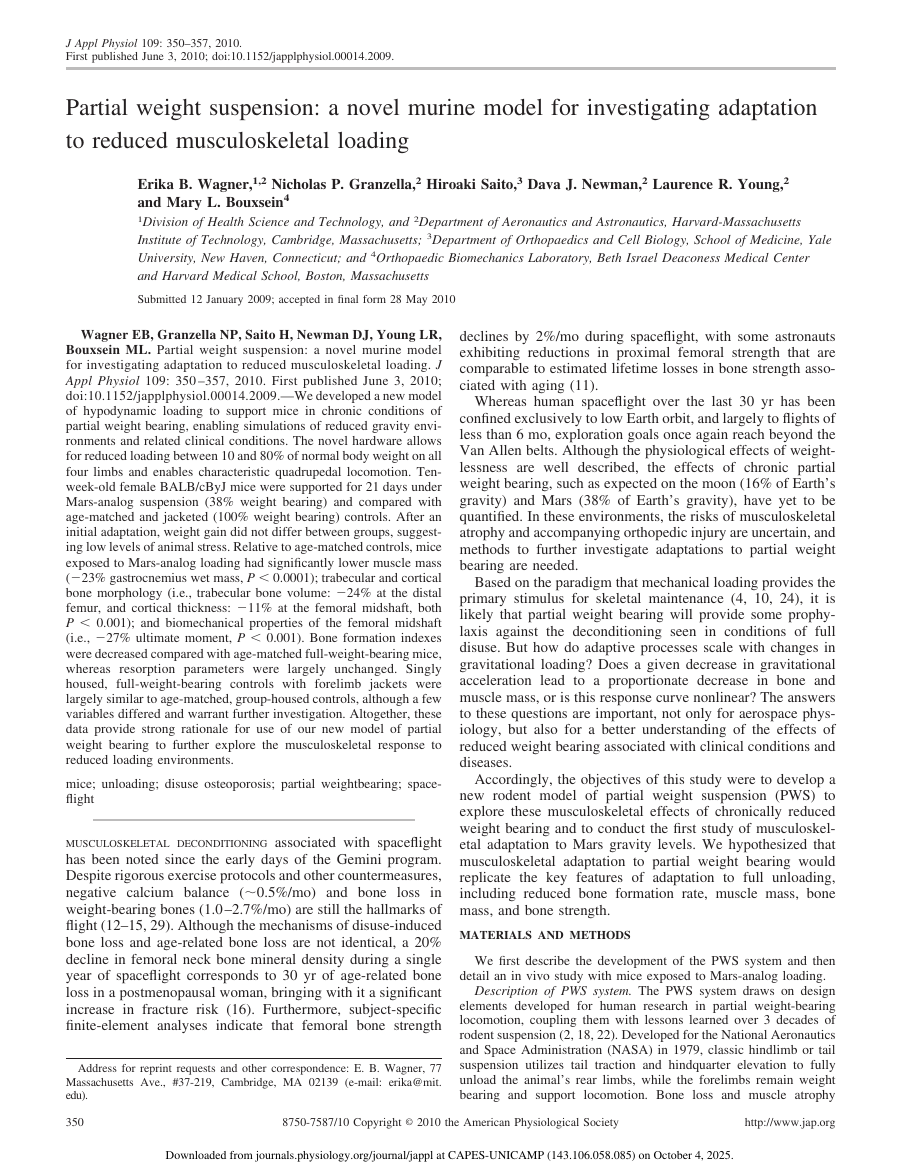 J Appl Physiol 109: 350–357, 2010.
First published June 3, 2010; doi:10.1152/japplphysiol.00014.2009.
Partial weight suspension: a novel murine model for investigating adaptation
to reduced musculoskeletal loading
Erika B. Wagner,1,2 Nicholas P. Granzella,2 Hiroaki Saito,3 Dava J. Newman,2 Laurence R. Young,2
and Mary L. Bouxsein4
1Division of Health Science and Technology, and 2Department of Aeronautics and Astronautics, Harvard-Massachusetts
Institute of Technology, Cambridge, Massachusetts; 3Department of Orthopaedics and Cell Biology, School of Medicine, Yale
University, New Haven, Connecticut; and 4Orthopaedic Biomechanics Laboratory, Beth Israel Deaconess Medical Center
and Harvard Medical School, Boston, Massachusetts
Submitted 12 January 2009; accepted in final form 28 May 2010
Wagner EB, Granzella NP, Saito H, Newman DJ, Young LR,
Bouxsein ML. Partial weight suspension: a novel murine model
for investigating adaptation to reduced musculoskeletal loading. J
Appl Physiol 109: 350–357, 2010. First published June 3, 2010;
doi:10.1152/japplphysiol.00014.2009.—We developed a new model
of hypodynamic loading to support mice in chronic conditions of
partial weight bearing, enabling simulations of reduced gravity envi-
ronments and related clinical conditions. The novel hardware allows
for reduced loading between 10 and 80% of normal body weight on all
four limbs and enables characteristic quadrupedal locomotion. Ten-
week-old female BALB/cByJ mice were supported for 21 days under
Mars-analog suspension (38% weight bearing) and compared with
age-matched and jacketed (100% weight bearing) controls. After an
initial adaptation, weight gain did not differ between groups, suggest-
ing low levels of animal stress. Relative to age-matched controls, mice
exposed to Mars-analog loading had significantly lower muscle mass
(−23% gastrocnemius wet mass, P < 0.0001); trabecular and cortical
bone morphology (i.e., trabecular bone volume: −24% at the distal
femur, and cortical thickness: −11% at the femoral midshaft, both
P < 0.001); and biomechanical properties of the femoral midshaft
(i.e., −27% ultimate moment, P < 0.001). Bone formation indexes
were decreased compared with age-matched full-weight-bearing mice,
whereas resorption parameters were largely unchanged. Singly
housed, full-weight-bearing controls with forelimb jackets were
largely similar to age-matched, group-housed controls, although a few
variables differed and warrant further investigation. Altogether, these
data provide strong rationale for use of our new model of partial
weight bearing to further explore the musculoskeletal response to
reduced loading environments.
mice; unloading; disuse osteoporosis; partial weightbearing; space-
flight
MUSCULOSKELETAL DECONDITIONING associated with spaceflight
has been noted since the early days of the Gemini program.
Despite rigorous exercise protocols and other countermeasures,
negative calcium balance (~0.5%/mo) and bone loss in
weight-bearing bones (1.0–2.7%/mo) are still the hallmarks of
flight (12–15, 29). Although the mechanisms of disuse-induced
bone loss and age-related bone loss are not identical, a 20%
decline in femoral neck bone mineral density during a single
year of spaceflight corresponds to 30 yr of age-related bone
loss in a postmenopausal woman, bringing with it a significant
increase in fracture risk (16). Furthermore, subject-specific
finite-element analyses indicate that femoral bone strength
Address for reprint requests and other correspondence: E. B. Wagner, 77
Massachusetts Ave., #37-219, Cambridge, MA 02139 (e-mail: erika@mit.
edu).
declines by 2%/mo during spaceflight, with some astronauts
exhibiting reductions in proximal femoral strength that are
comparable to estimated lifetime losses in bone strength asso-
ciated with aging (11).
Whereas human spaceflight over the last 30 yr has been
confined exclusively to low Earth orbit, and largely to flights of
less than 6 mo, exploration goals once again reach beyond the
Van Allen belts. Although the physiological effects of weight-
lessness are well described, the effects of chronic partial
weight bearing, such as expected on the moon (16% of Earth's
gravity) and Mars (38% of Earth's gravity), have yet to be
quantified. In these environments, the risks of musculoskeletal
atrophy and accompanying orthopedic injury are uncertain, and
methods to further investigate adaptations to partial weight
bearing are needed.
Based on the paradigm that mechanical loading provides the
primary stimulus for skeletal maintenance (4, 10, 24), it is
likely that partial weight bearing will provide some prophy-
laxis against the deconditioning seen in conditions of full
disuse. But how do adaptive processes scale with changes in
gravitational loading? Does a given decrease in gravitational
acceleration lead to a proportionate decrease in bone and
muscle mass, or is this response curve nonlinear? The answers
to these questions are important, not only for aerospace phys-
iology, but also for a better understanding of the effects of
reduced weight bearing associated with clinical conditions and
diseases.
Accordingly, the objectives of this study were to develop a
new rodent model of partial weight suspension (PWS) to
explore these musculoskeletal effects of chronically reduced
weight bearing and to conduct the first study of musculoskel-
etal adaptation to Mars gravity levels. We hypothesized that
musculoskeletal adaptation to partial weight bearing would
replicate the key features of adaptation to full unloading,
including reduced bone formation rate, muscle mass, bone
mass, and bone strength.
MATERIALS AND METHODS
We first describe the development of the PWS system and then
detail an in vivo study with mice exposed to Mars-analog loading.
Description of PWS system. The PWS system draws on design
elements developed for human research in partial weight-bearing
locomotion, coupling them with lessons learned over 3 decades of
rodent suspension (2, 18, 22). Developed for the National Aeronautics
and Space Administration (NASA) in 1979, classic hindlimb or tail
suspension utilizes tail traction and hindquarter elevation to fully
unload the animal's rear limbs, while the forelimbs remain weight
bearing and support locomotion. Bone loss and muscle atrophy
350
8750-7587/10 Copyright © 2010 the American Physiological Society
http://www.jap.org
Downloaded from journals.physiology.org/journal/jappl at CAPES-UNICAMP (143.106.058.085) on October 4, 2025.